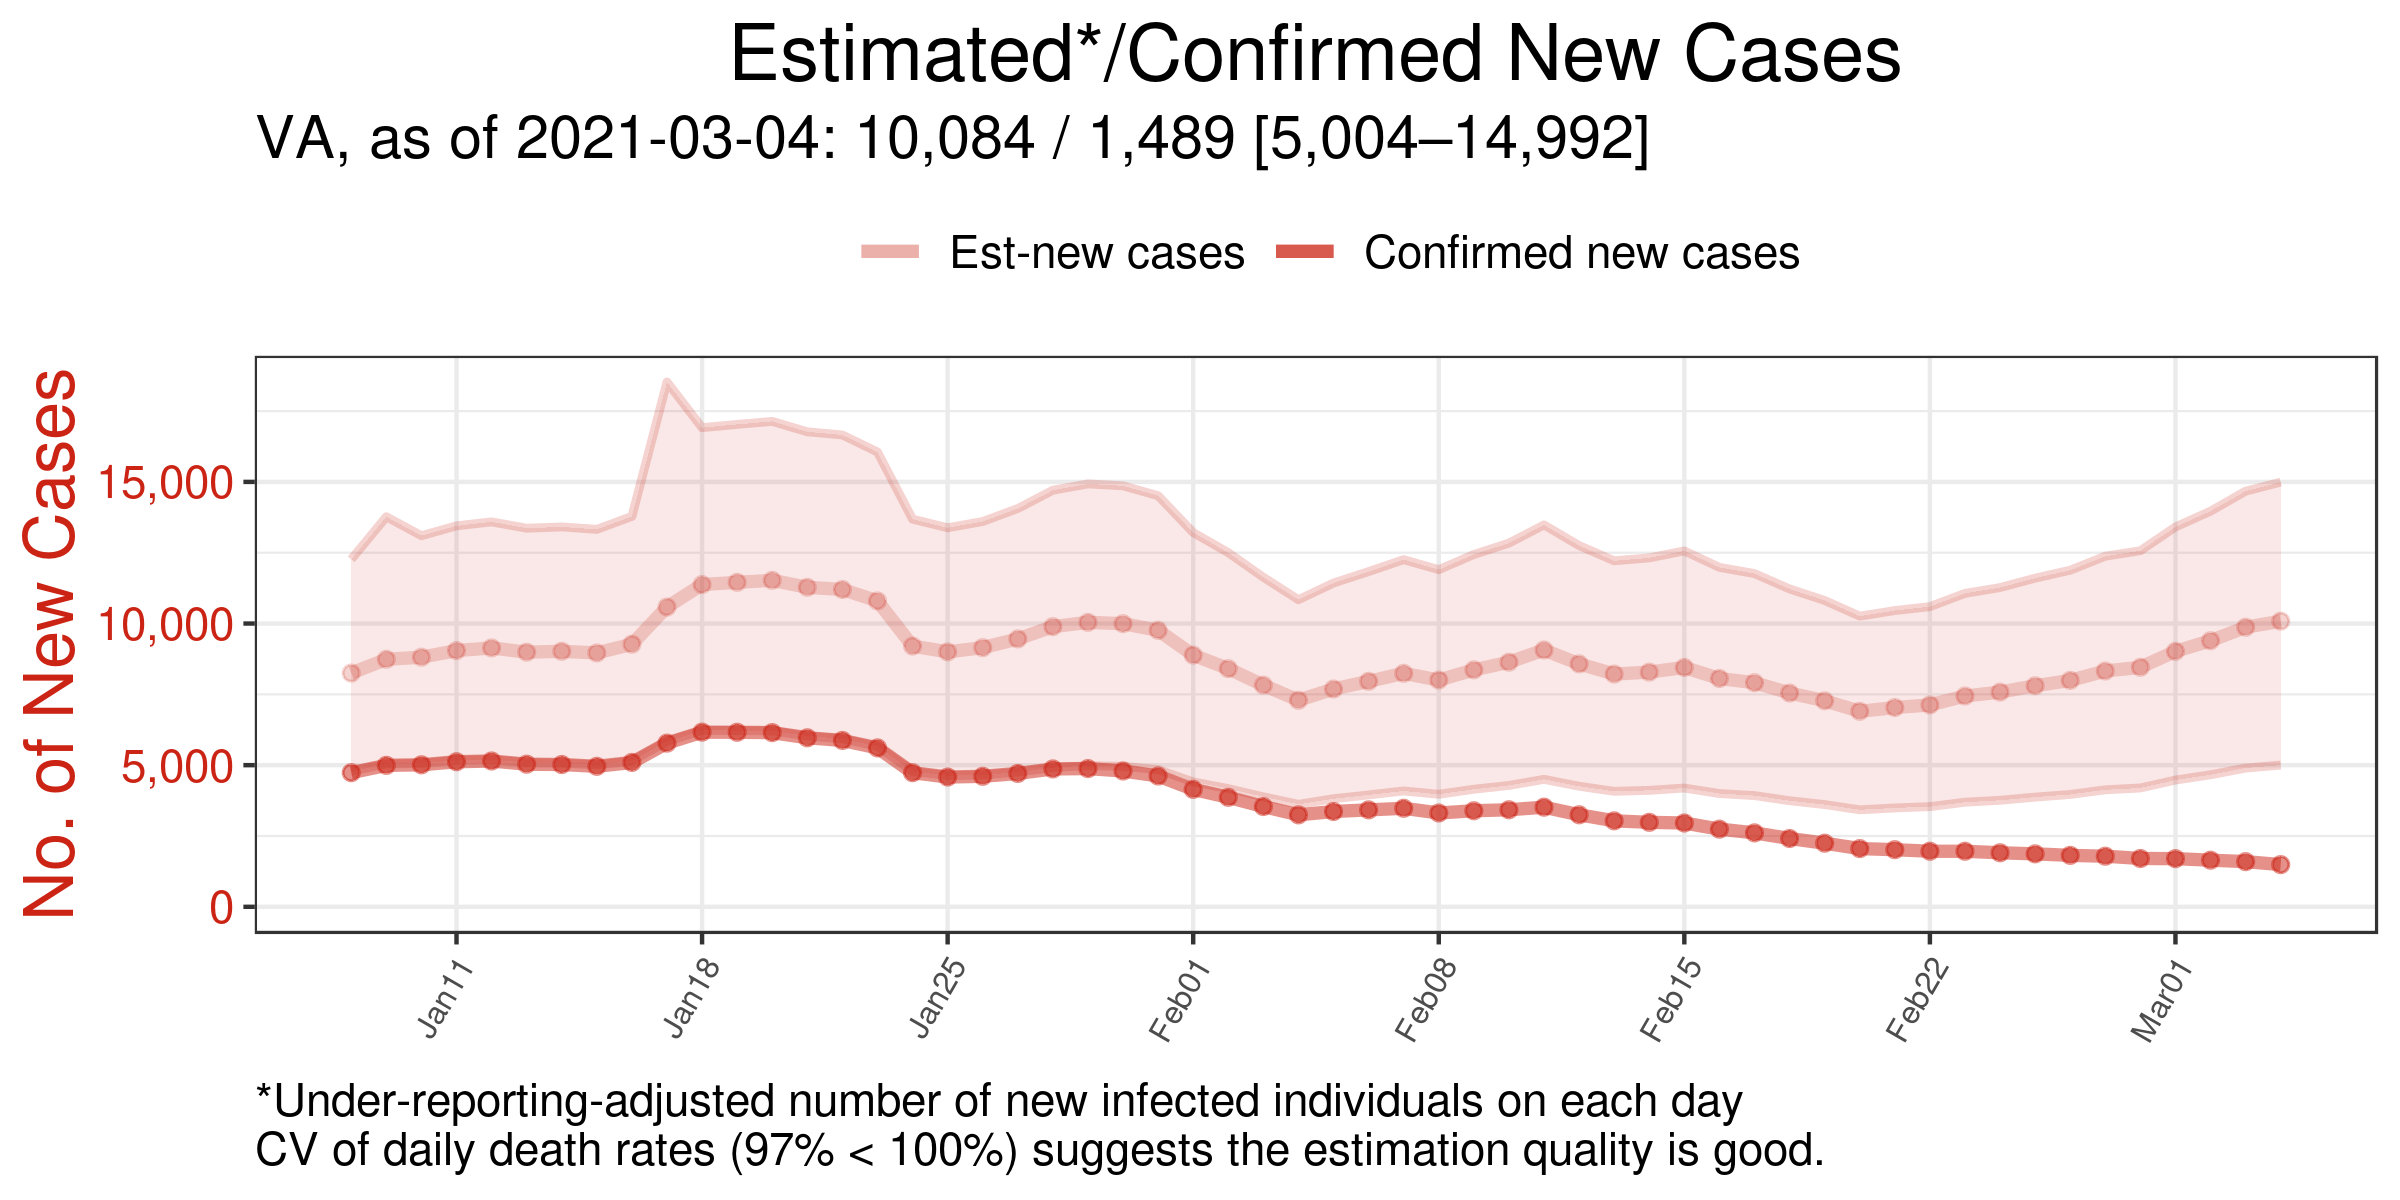 Estimated*/Confirmed New Cases
VA, as of 2021-03-04: 10,084 / 1,489 [5,004–14,992]
Est-new cases Confirmed new cases
No. of New Cases
15,000
10,000
5,000
0
Jan11 Jan18 Jan25 Feb01 Feb08 Feb15 Feb22 Mar01
*Under-reporting-adjusted number of new infected individuals on each day
CV of daily death rates (97% < 100%) suggests the estimation quality is good.